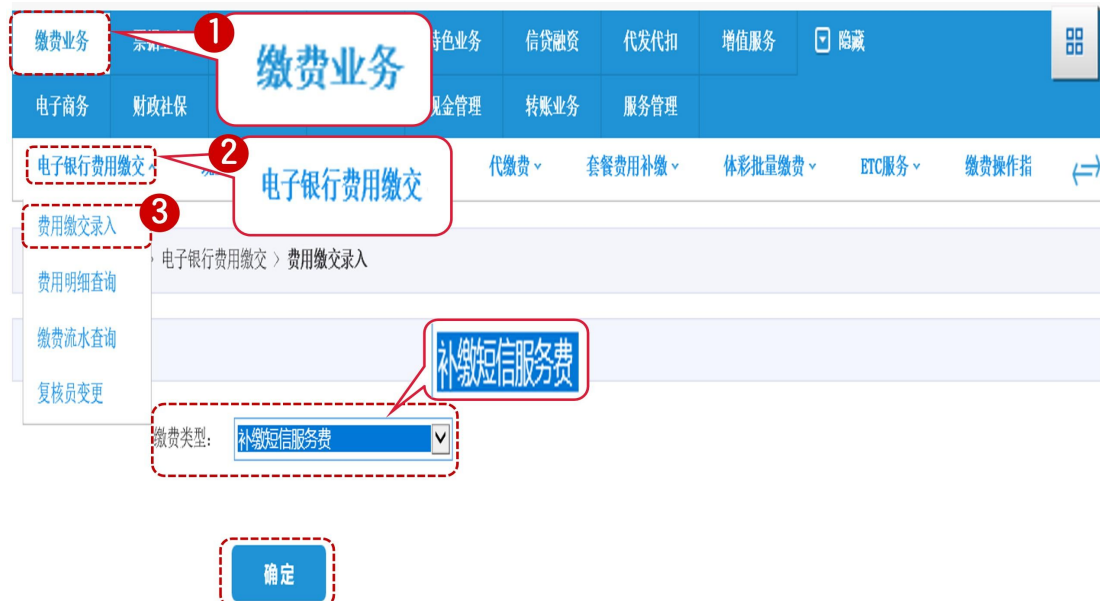 缴费业务
1
缴费业务
特色业务
信贷融资
代发代扣
增值服务
隐藏
电子商务
财政社保
现金管理
转账业务
服务管理
电子银行费用缴交
2
电子银行费用缴交
代缴费
套餐费用补缴
体彩批量缴费
ETC服务
缴费操作指
费用缴交录入
3
费用明细查询
缴费流水查询
复核员变更
> 电子银行费用缴交 > 费用缴交录入
补缴短信服务费
缴费类型:
补缴短信服务费
确定